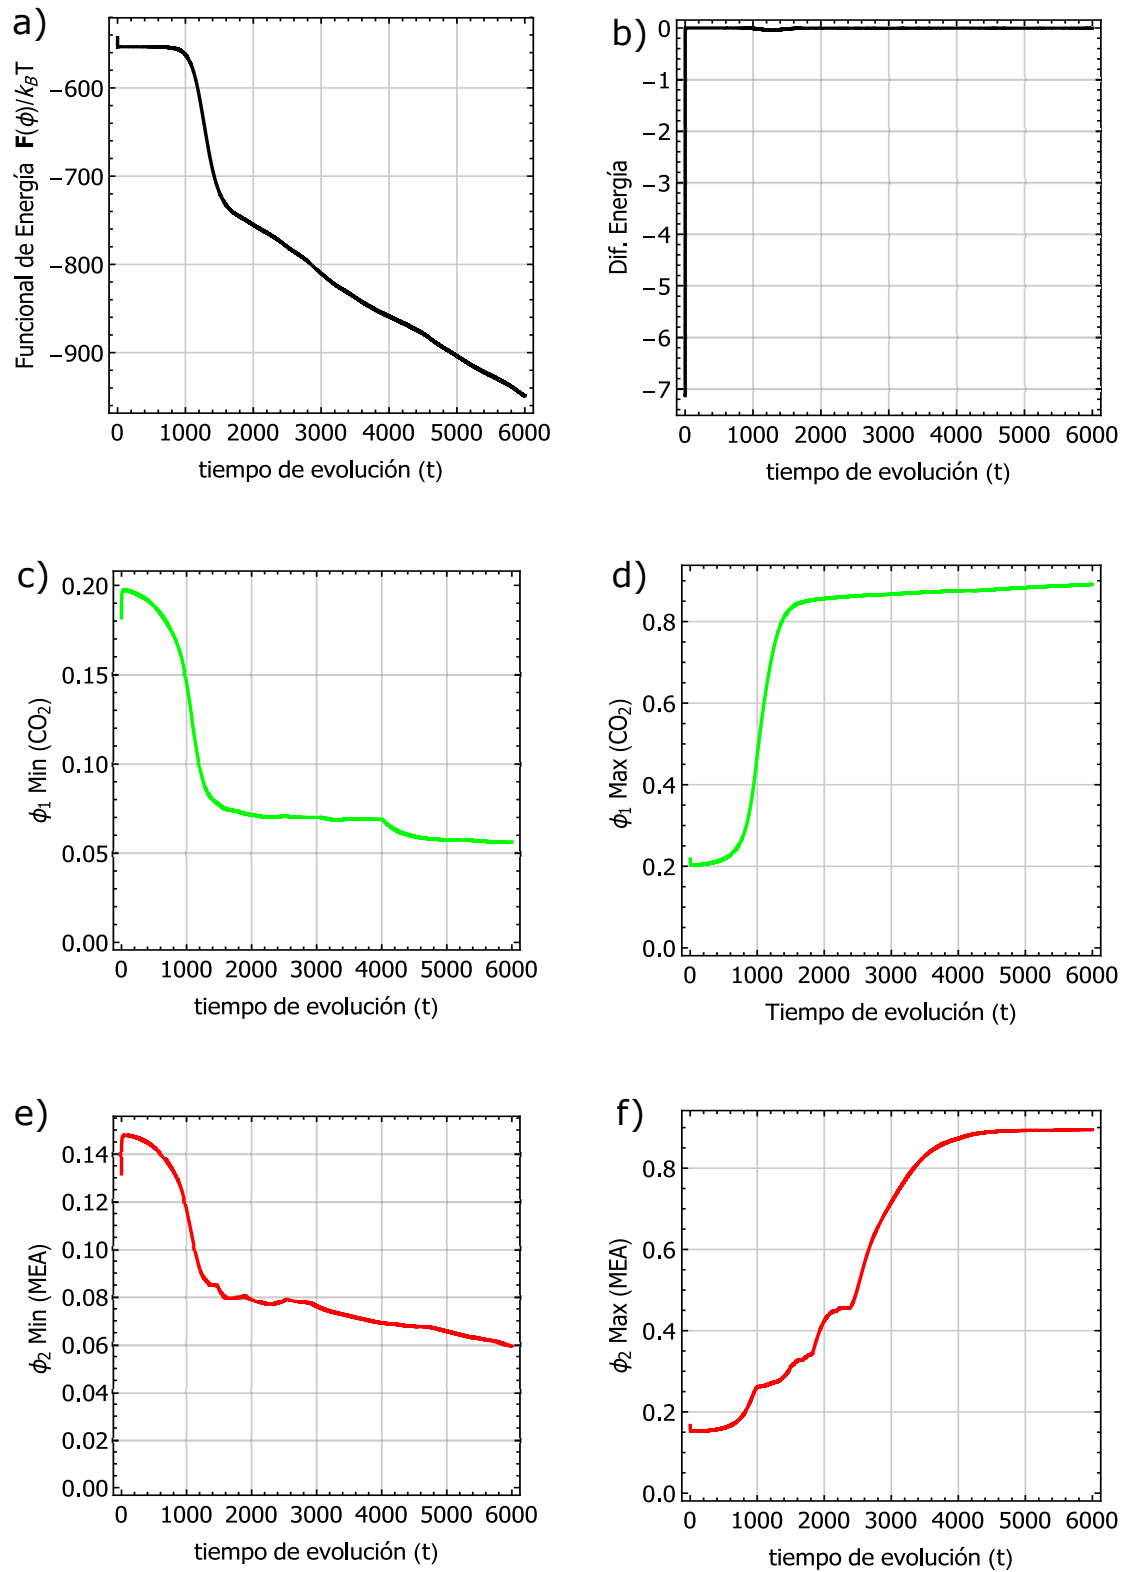 a)
Funcional de Energía F(ϕ)/k_BT
−600
−700
−800
−900
0 1000 2000 3000 4000 5000 6000
tiempo de evolución (t)
b)
Dif. Energía
0
−1
−2
−3
−4
−5
−6
−7
0 1000 2000 3000 4000 5000 6000
tiempo de evolución (t)
c)
ϕ₁ Min (CO₂)
0.20
0.15
0.10
0.05
0.00
0 1000 2000 3000 4000 5000 6000
tiempo de evolución (t)
d)
ϕ₁ Max (CO₂)
0.8
0.6
0.4
0.2
0.0
0 1000 2000 3000 4000 5000 6000
Tiempo de evolución (t)
e)
ϕ₂ Min (MEA)
0.14
0.12
0.10
0.08
0.06
0.04
0.02
0.00
0 1000 2000 3000 4000 5000 6000
tiempo de evolución (t)
f)
ϕ₂ Max (MEA)
0.8
0.6
0.4
0.2
0.0
0 1000 2000 3000 4000 5000 6000
tiempo de evolución (t)